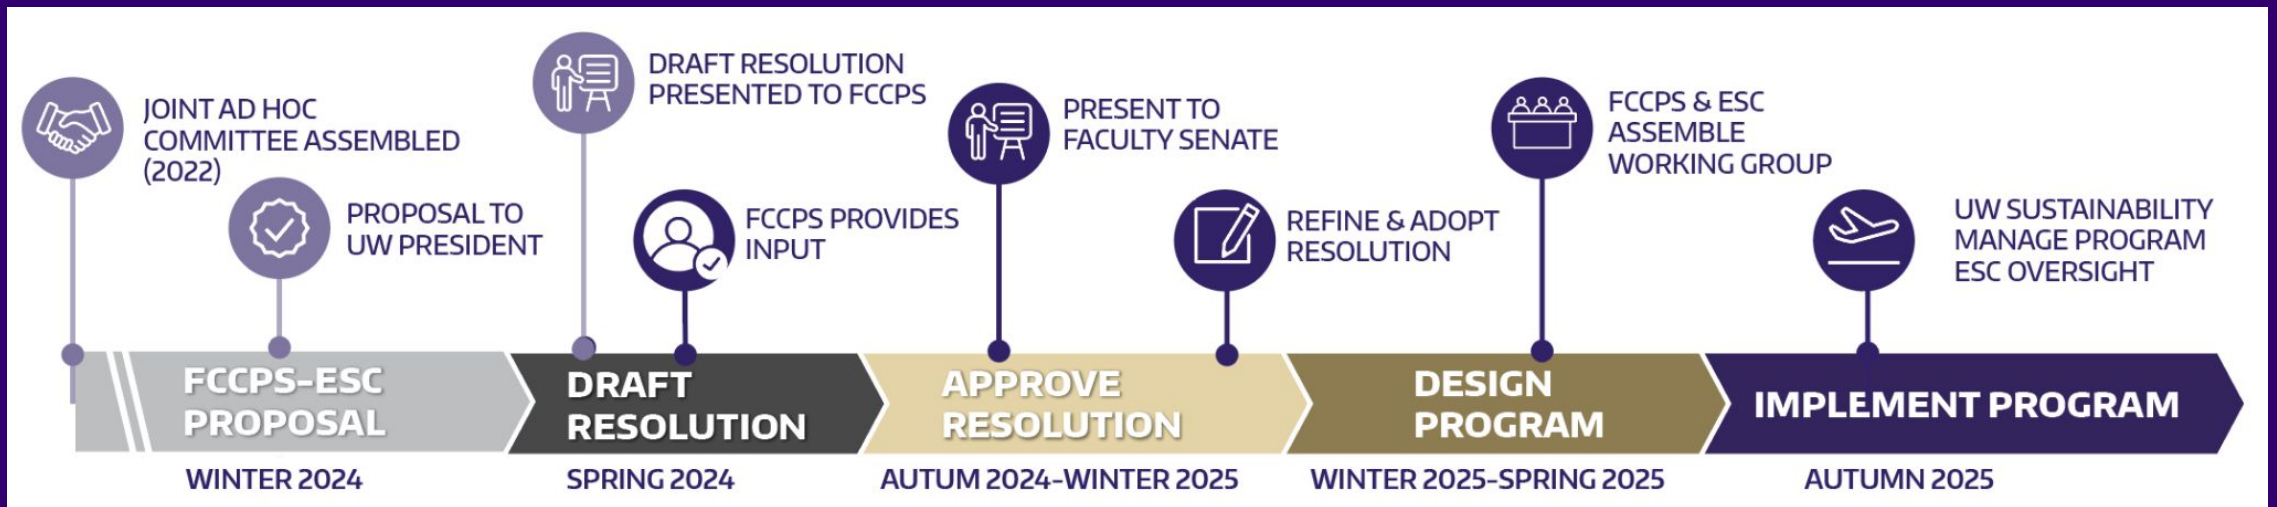 JOINT AD HOC
COMMITTEE ASSEMBLED
(2022)
PROPOSAL TO
UW PRESIDENT
DRAFT RESOLUTION
PRESENTED TO FCCPS
FCCPS PROVIDES
INPUT
PRESENT TO
FACULTY SENATE
REFINE & ADOPT
RESOLUTION
FCCPS & ESC
ASSEMBLE
WORKING GROUP
UW SUSTAINABILITY
MANAGE PROGRAM
ESC OVERSIGHT
FCCPS-ESC
PROPOSAL
DRAFT
RESOLUTION
APPROVE
RESOLUTION
DESIGN
PROGRAM
IMPLEMENT PROGRAM
WINTER 2024
SPRING 2024
AUTUM 2024-WINTER 2025
WINTER 2025-SPRING 2025
AUTUMN 2025